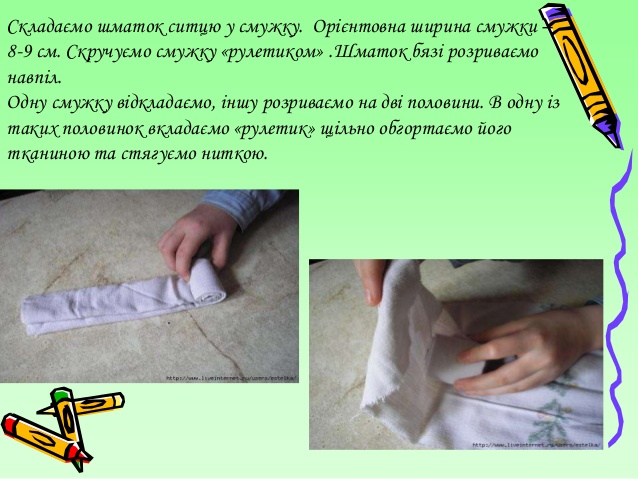 Складаємо шматок ситцю у смужку. Орієнтовна ширина смужки –
8-9 см. Скручуємо смужку «рулетиком» .Шматок бязі розриваємо
навпіл.
Одну смужку відкладаємо, іншу розриваємо на дві половини. В одну із
таких половинок вкладаємо «рулетик» щільно обгортаємо його
тканиною та стягуємо ниткою.
http://www.liveinternet.ru/users/estelka/
http://www.liveinternet.ru/users/estelka/